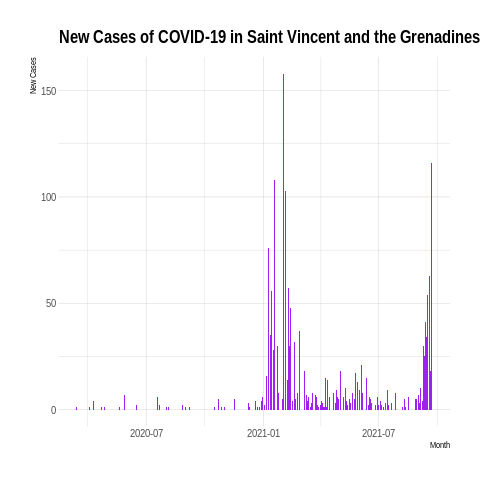 New Cases of COVID-19 in Saint Vincent and the Grenadines
New Cases
150
100
50
0
2020-07 2021-01 2021-07
Month